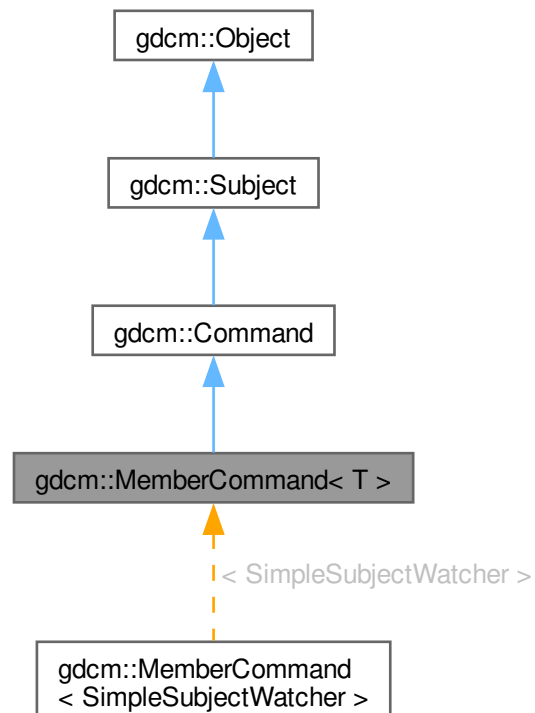 gdcm::Object
gdcm::Subject
gdcm::Command
gdcm::MemberCommand< T >
< SimpleSubjectWatcher >
gdcm::MemberCommand
< SimpleSubjectWatcher >